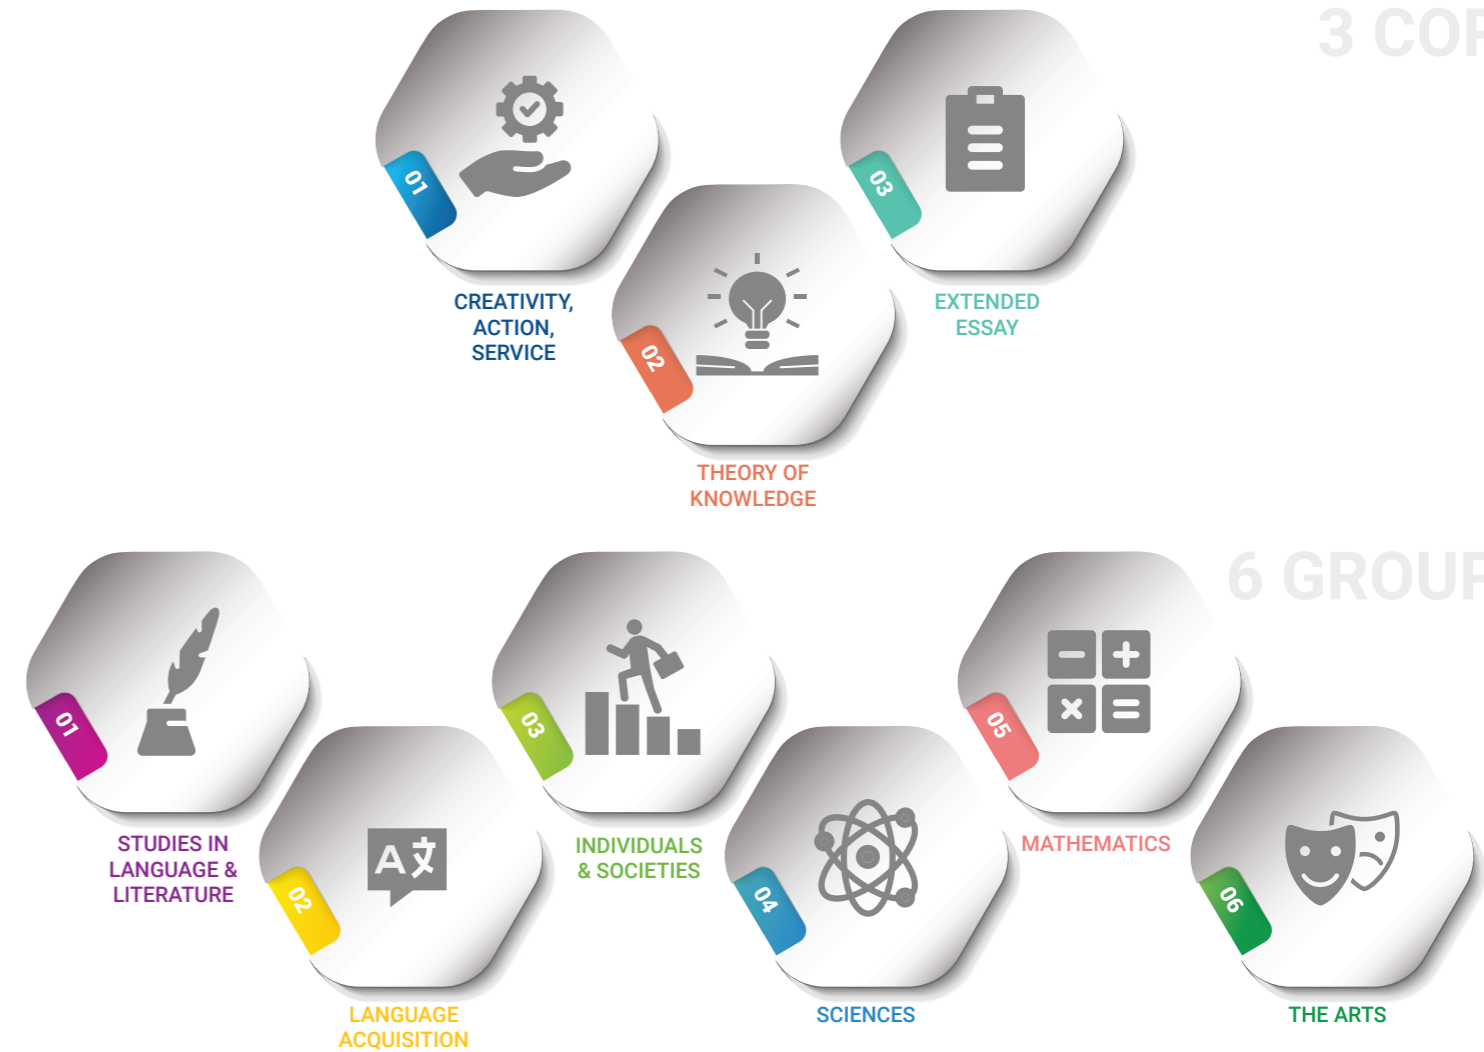 3 COR
01
03
CREATIVITY,
ACTION,
SERVICE
EXTENDED
ESSAY
02
THEORY OF
KNOWLEDGE
6 GROUP
01
03
05
STUDIES IN
LANGUAGE &
LITERATURE
INDIVIDUALS
& SOCIETIES
MATHEMATICS
02
A
04
06
LANGUAGE
ACQUISITION
SCIENCES
THE ARTS